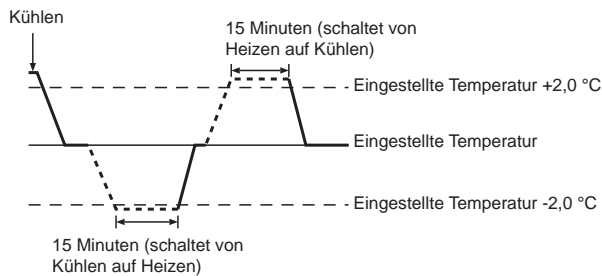 Kühlen
15 Minuten (schaltet von
Heizen auf Kühlen)
Eingestellte Temperatur +2,0 °C
Eingestellte Temperatur
Eingestellte Temperatur -2,0 °C
15 Minuten (schaltet von
Kühlen auf Heizen)